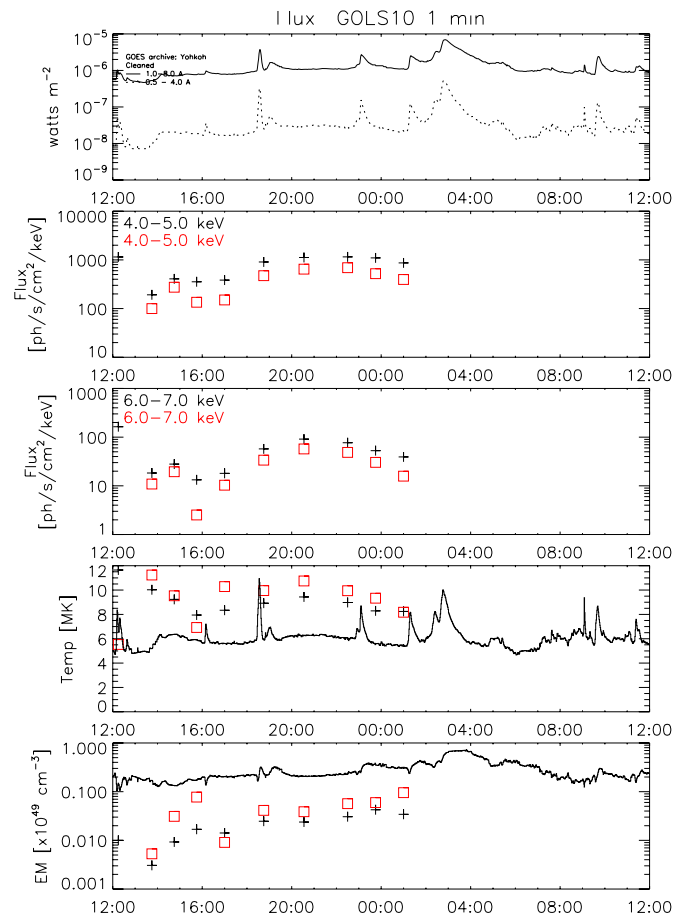 I lux GOLS10 1 min
10⁻⁵
10⁻⁶
10⁻⁷
10⁻⁸
10⁻⁹
watts m⁻²
GOES archive: Yohkoh
Cleaned
1.0-8.0 A
0.5 - 4.0 A
12:00 16:00 20:00 00:00 04:00 08:00 12:00
10000
1000
100
10
Flux
[ph/s/cm²/keV]
4.0-5.0 keV
4.0-5.0 keV
12:00 16:00 20:00 00:00 04:00 08:00 12:00
1000
100
10
1
Flux
[ph/s/cm²/keV]
6.0-7.0 keV
6.0-7.0 keV
12:00 16:00 20:00 00:00 04:00 08:00 12:00
12
10
8
6
4
2
0
Temp [MK]
12:00 16:00 20:00 00:00 04:00 08:00 12:00
1.000
0.100
0.010
0.001
EM [x10⁴⁹ cm⁻³]
12:00 16:00 20:00 00:00 04:00 08:00 12:00